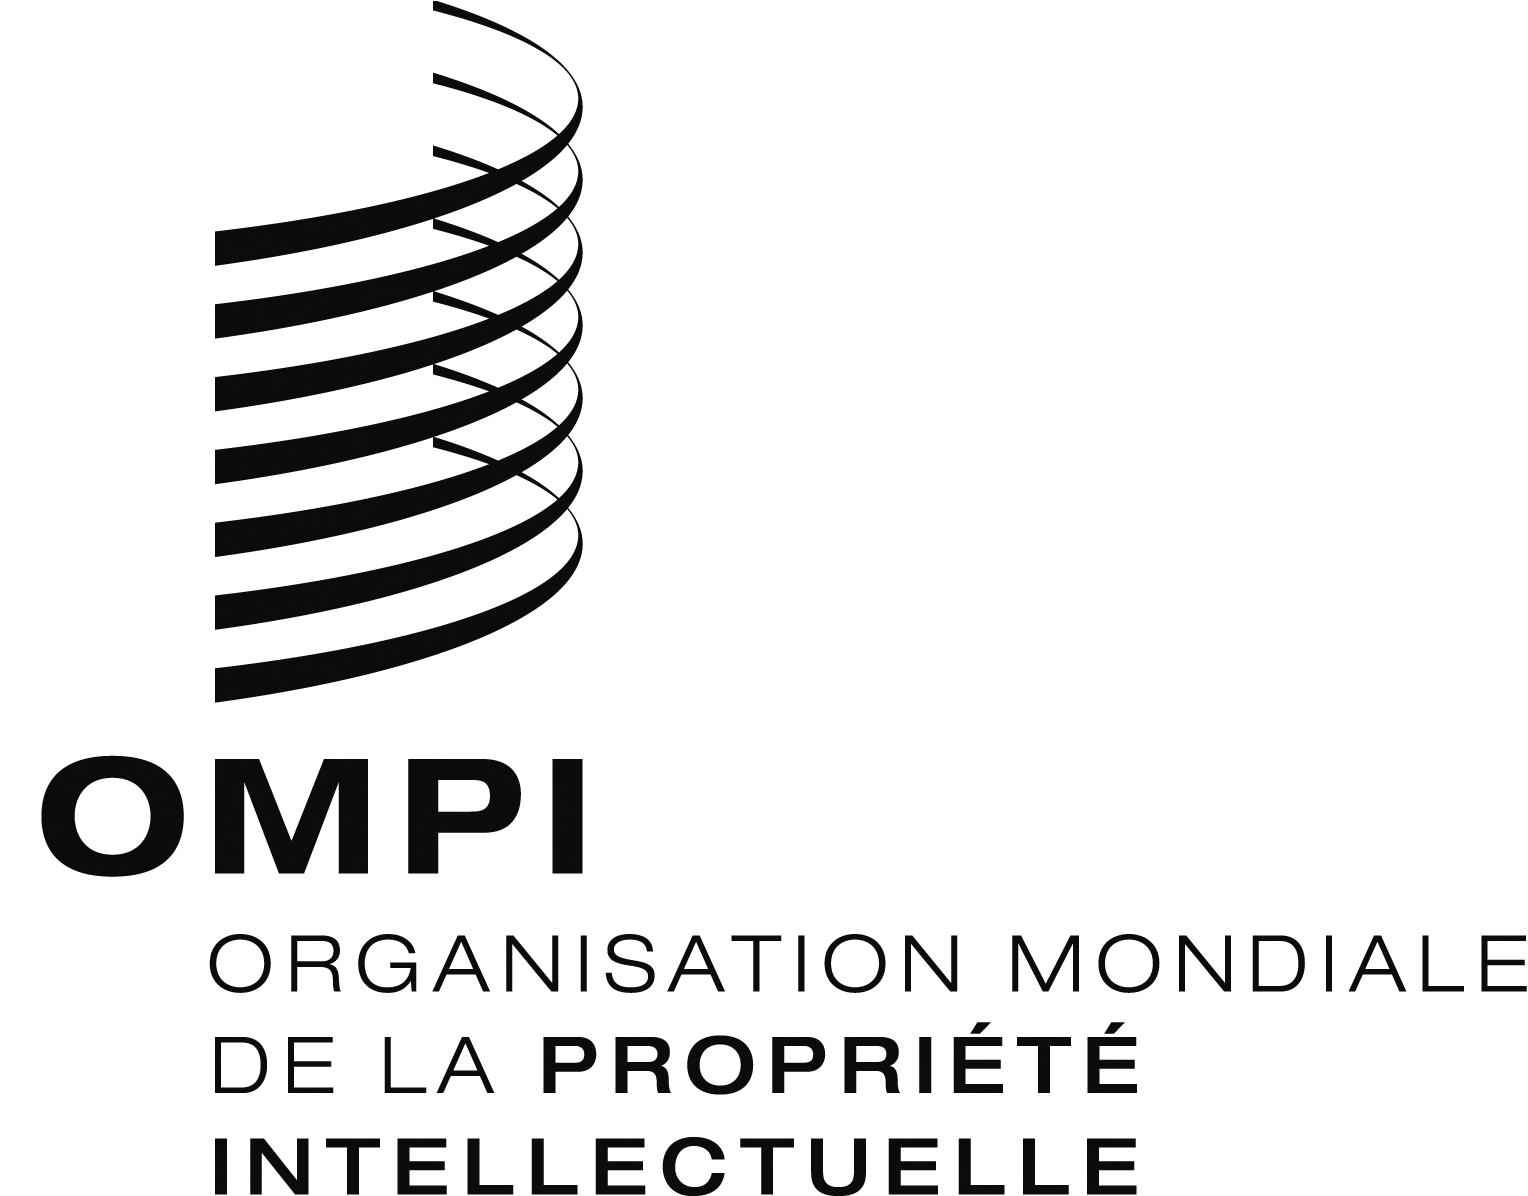 OMPI
ORGANISATION MONDIALE
DE LA PROPRIÉTÉ
INTELLECTUELLE